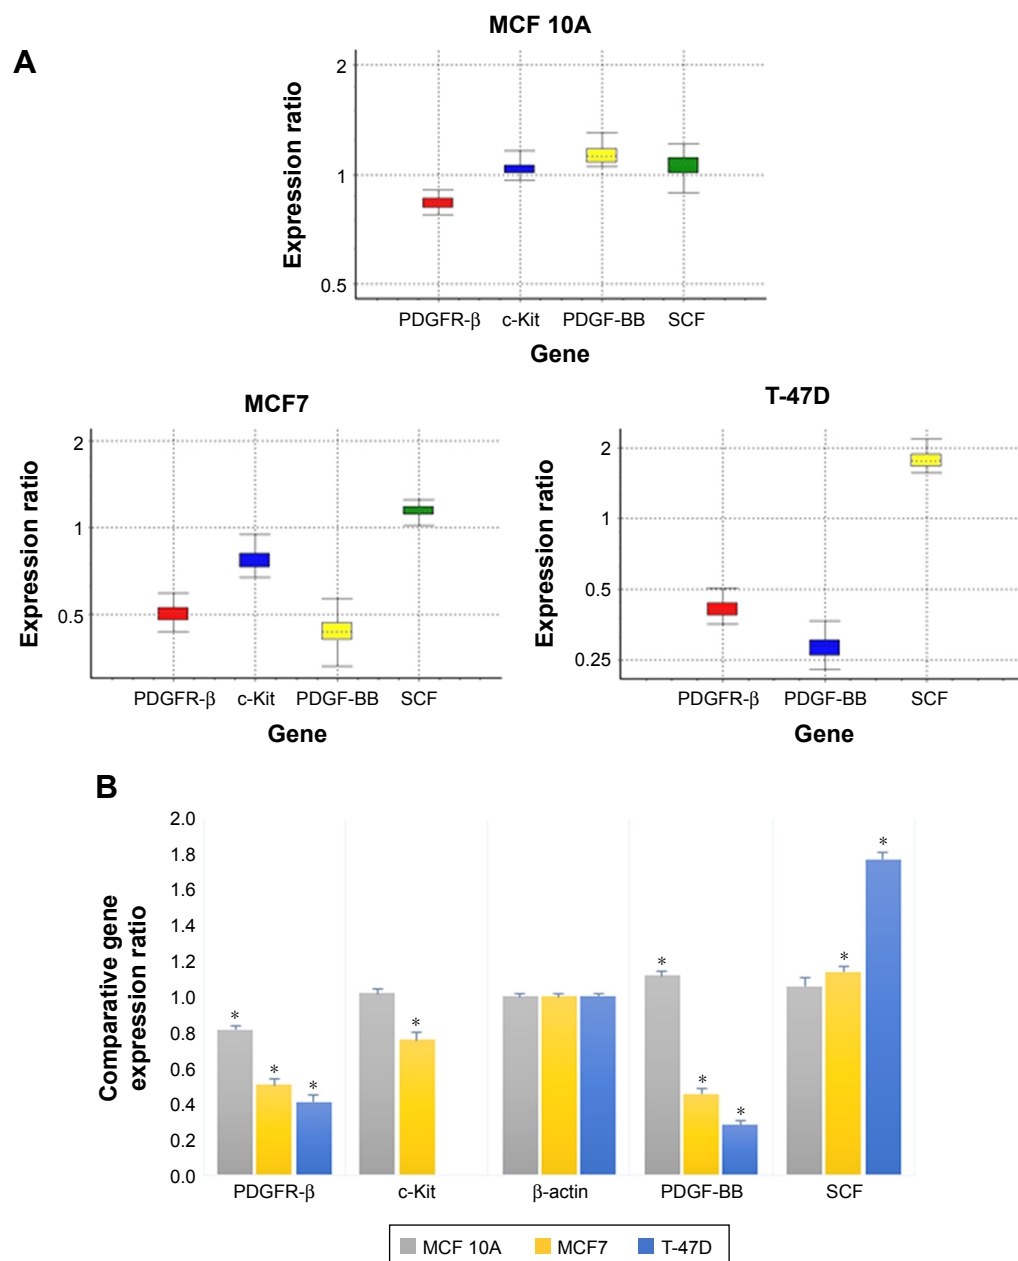 A
MCF 10A
Expression ratio
2
1
0.5
PDGFR-β c-Kit PDGF-BB SCF
Gene
MCF7
Expression ratio
2
1
0.5
PDGFR-β c-Kit PDGF-BB SCF
Gene
T-47D
Expression ratio
2
1
0.5
0.25
PDGFR-β PDGF-BB SCF
Gene
B
Comparative gene
expression ratio
2.0
1.8
1.6
1.4
1.2
1.0
0.8
0.6
0.4
0.2
0.0
* * * * * * * * *
PDGFR-β c-Kit β-actin PDGF-BB SCF
MCF 10A MCF7 T-47D